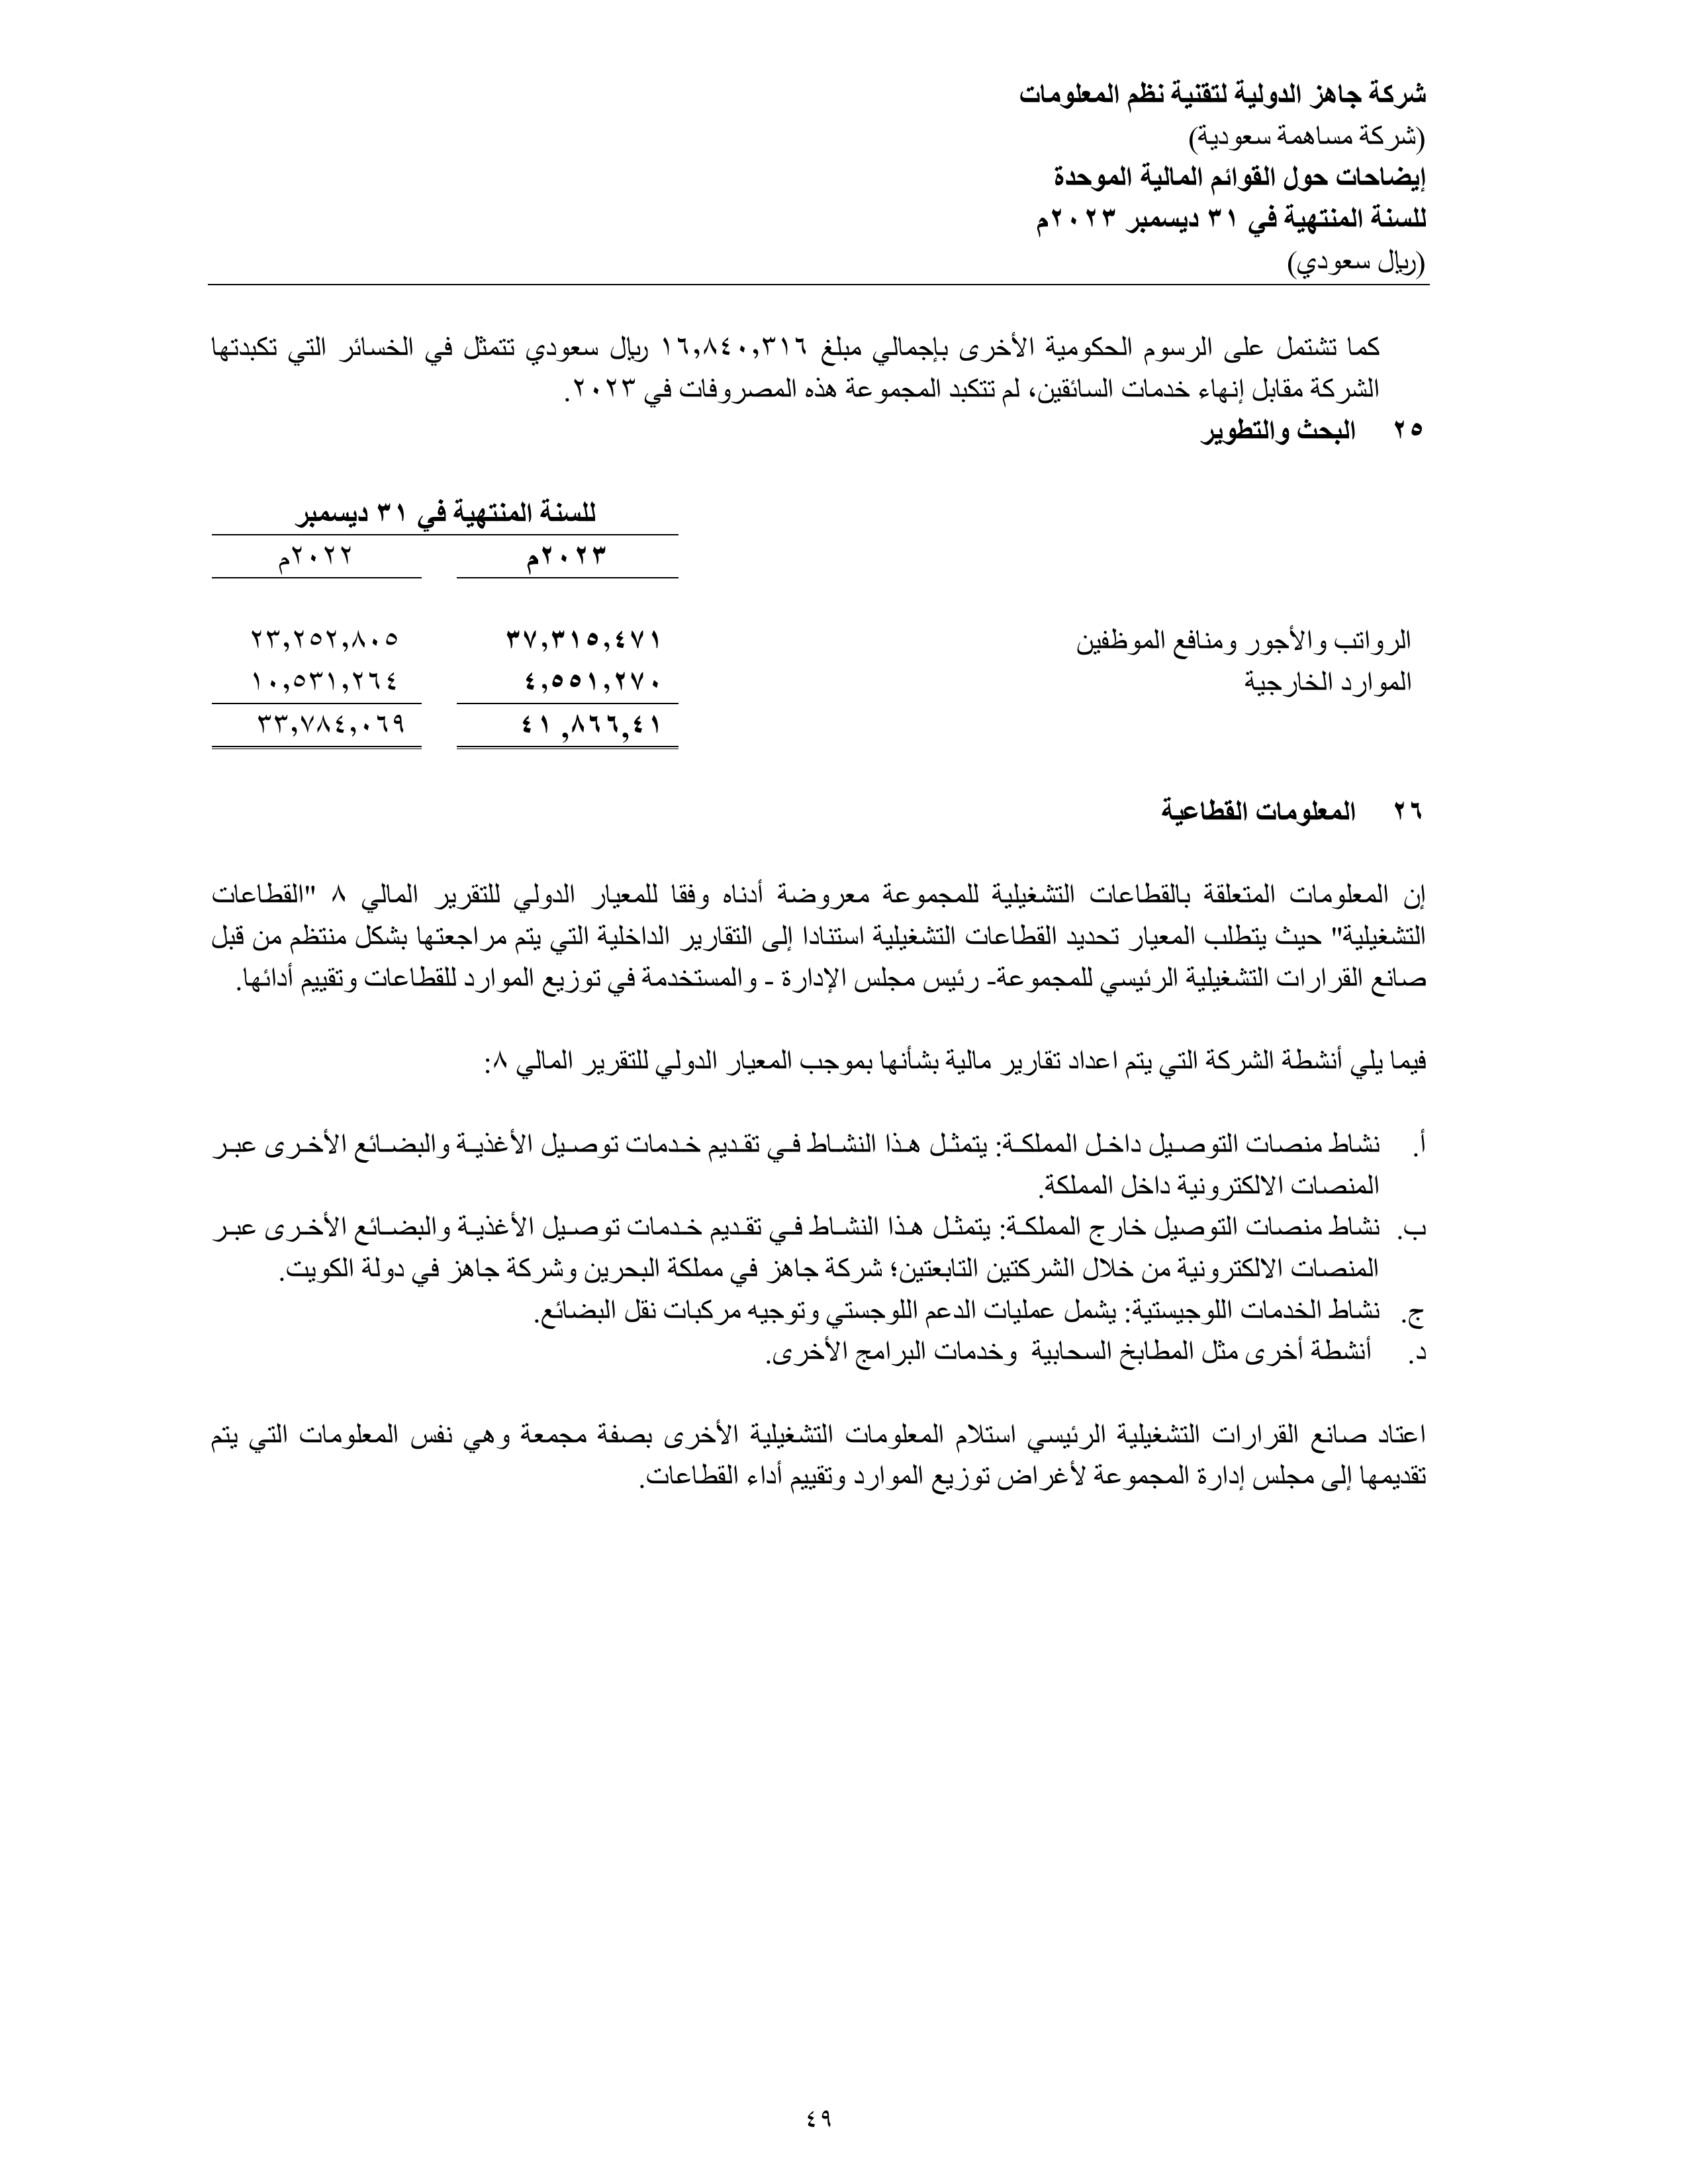 شركة جاهز الدولية لتقنية نظم المعلومات
(شركة مساهمة سعودية)
إيضاحات حول القوائم المالية الموحدة
للسنة المنتهية في ٣١ ديسمبر ٢٠٢٣م
(ريال سعودي)
كما تشتمل على الرسوم الحكومية الأخرى بإجمالي مبلغ ١٦,٨٤٠,٣١٦ ريال سعودي تتمثل في الخسائر التي تكبدتها
الشركة مقابل إنهاء خدمات السائقين، لم تتكبد المجموعة هذه المصروفات في ٢٠٢٣.
٢٥ البحث والتطوير
للسنة المنتهية في ٣١ ديسمبر
٢٠٢٣م ٢٠٢٢م
الرواتب والأجور ومنافع الموظفين ٣٧,٣١٥,٤٧١ ٢٣,٢٥٢,٨٠٥
الموارد الخارجية ٤,٥٥١,٢٧٠ ١٠,٥٣١,٢٦٤
٤١ ,٨٦٦,٤١ ٣٣,٧٨٤,٠٦٩
٢٦ المعلومات القطاعية
إن المعلومات المتعلقة بالقطاعات التشغيلية للمجموعة معروضة أدناه وفقا للمعيار الدولي للتقرير المالي ٨ "القطاعات
التشغيلية" حيث يتطلب المعيار تحديد القطاعات التشغيلية استنادا إلى التقارير الداخلية التي يتم مراجعتها بشكل منتظم من قبل
صانع القرارات التشغيلية الرئيسي للمجموعة- رئيس مجلس الإدارة - والمستخدمة في توزيع الموارد للقطاعات وتقييم أدائها.
فيما يلي أنشطة الشركة التي يتم اعداد تقارير مالية بشأنها بموجب المعيار الدولي للتقرير المالي ٨:
أ. نشاط منصات التوصيل داخل المملكة: يتمثل هذا النشاط في تقديم خدمات توصيل الأغذية والبضائع الأخرى عبر
المنصات الالكترونية داخل المملكة.
ب. نشاط منصات التوصيل خارج المملكة: يتمثل هذا النشاط في تقديم خدمات توصيل الأغذية والبضائع الأخرى عبر
المنصات الالكترونية من خلال الشركتين التابعتين؛ شركة جاهز في مملكة البحرين وشركة جاهز في دولة الكويت.
ج. نشاط الخدمات اللوجيستية: يشمل عمليات الدعم اللوجستي وتوجيه مركبات نقل البضائع.
د. أنشطة أخرى مثل المطابخ السحابية وخدمات البرامج الأخرى.
اعتاد صانع القرارات التشغيلية الرئيسي استلام المعلومات التشغيلية الأخرى بصفة مجمعة وهي نفس المعلومات التي يتم
تقديمها إلى مجلس إدارة المجموعة لأغراض توزيع الموارد وتقييم أداء القطاعات.
٤٩